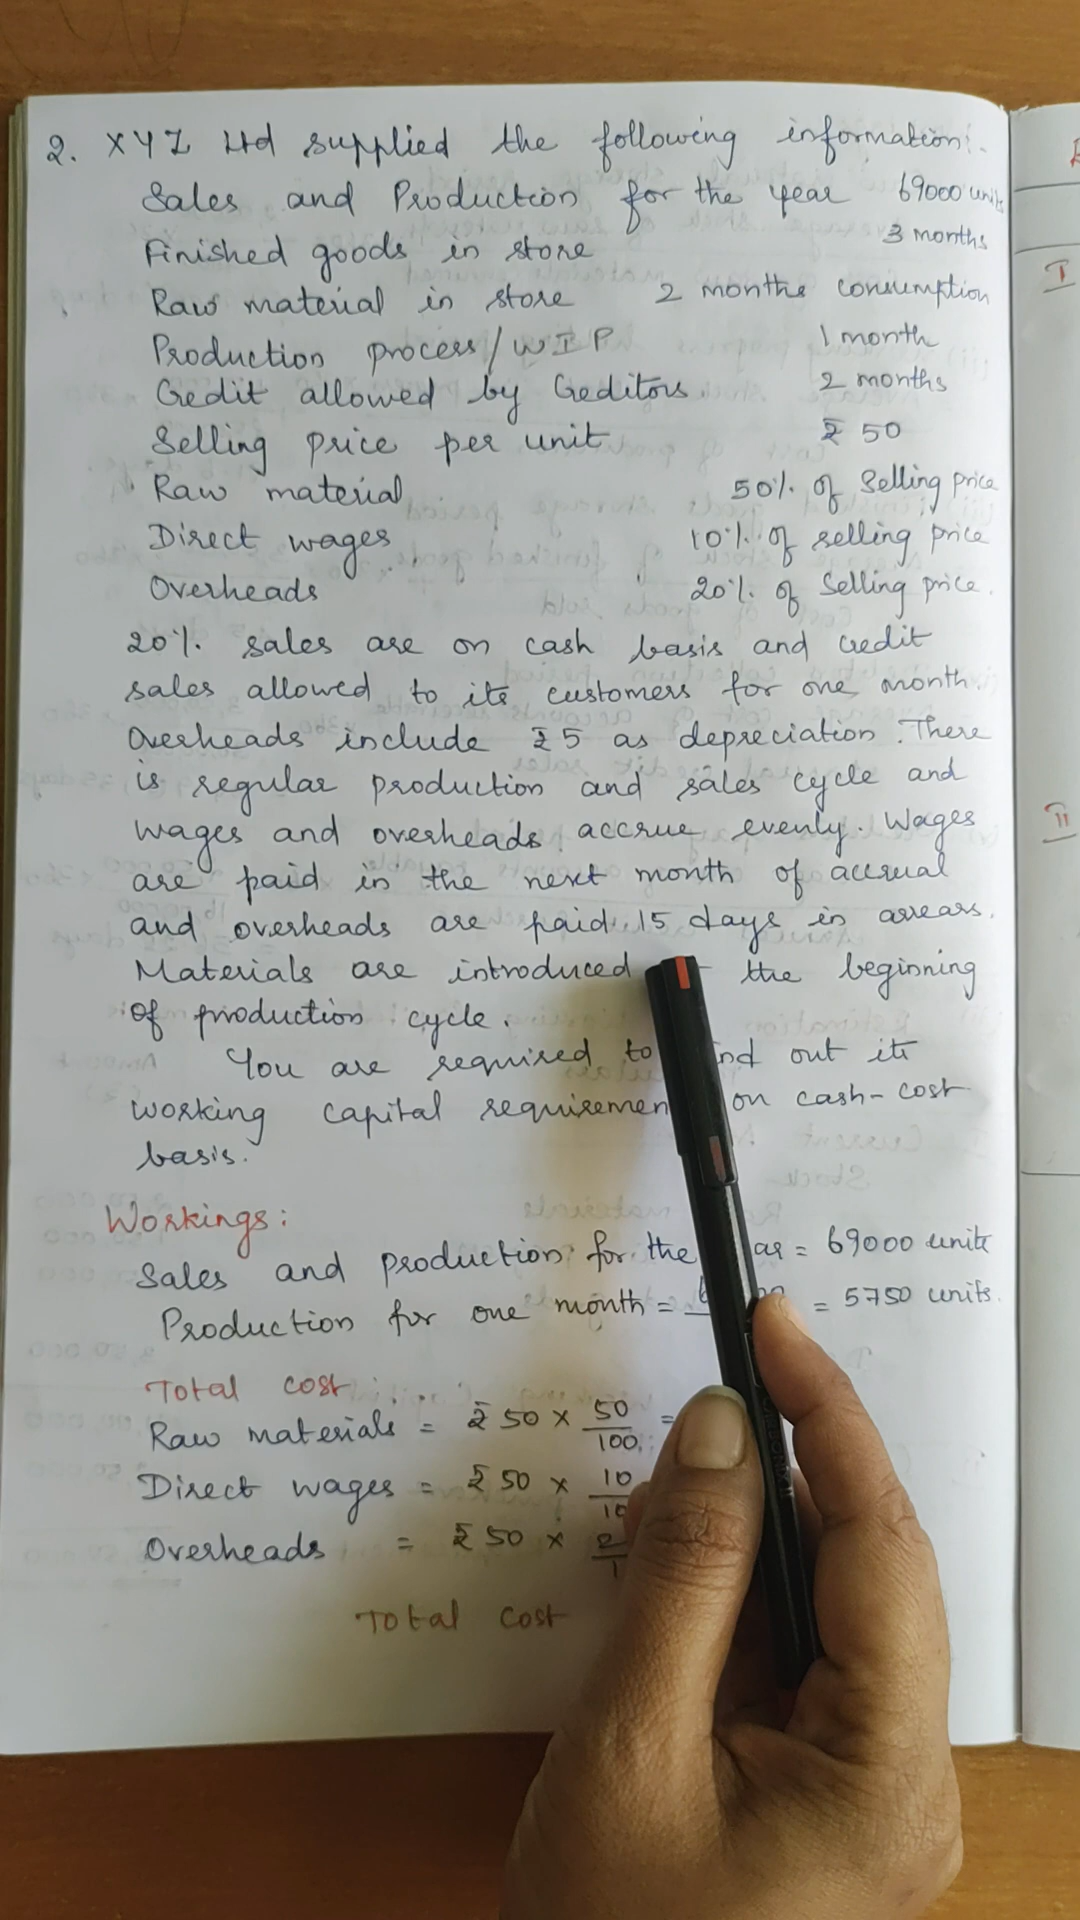 2. XYZ Ltd supplied the following information:
Sales and Production for the year 69000 units
Finished goods in store 3 months
Raw material in store 2 months consumption
Production process/WIP 1 month
Credit allowed by Creditors 2 months
Selling price per unit ₹ 50
Raw material 50% of Selling price
Direct wages 10% of selling price
Overheads 20% of Selling price.
20% sales are on cash basis and credit
sales allowed to its customers for one month.
Overheads include ₹5 as depreciation. There
is regular production and sales cycle and
wages and overheads accrue evenly. Wages
are paid in the next month of accrual
and overheads are paid 15 days in arrears.
Materials are introduced the beginning
of production cycle.
You are required to out its
working capital on cash-cost
basis.
Workings:
Sales and production for the = 69000 units
Production for one month = = 5750 units.
Total cost
Raw materials = ₹ 50 × 50/100 =
Direct wages = ₹ 50 × 10
Overheads = ₹ 50 ×
Total cost
I
II